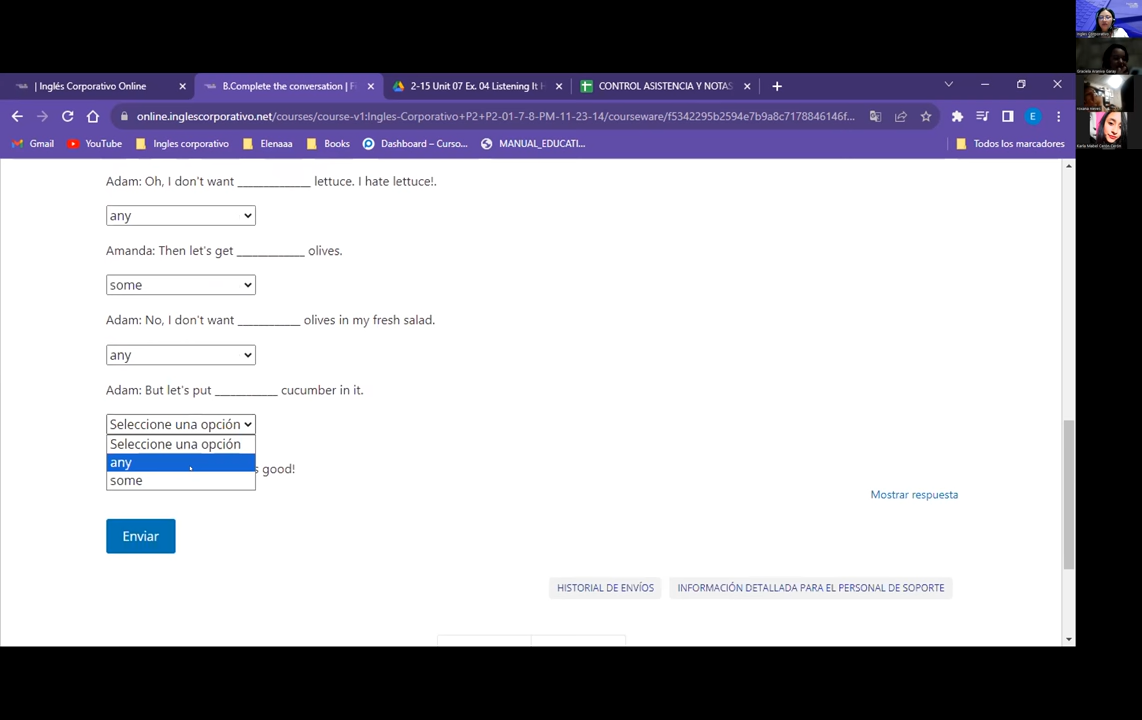 | Inglés Corporativo Online
B.Complete the conversation | Fi
2-15 Unit 07 Ex. 04 Listening It H
CONTROL ASISTENCIA Y NOTAS
online.inglescorporativo.net/courses/course-v1:Ingles-Corporativo+P2+P2-01-7-8-PM-11-23-14/courseware/f5342295b2594e7b9a8c7178846146f...
E
Gmail
YouTube
Ingles corporativo
Elenaaa
Books
Dashboard – Curso...
MANUAL_EDUCATI...
Todos los marcadores
Adam: Oh, I don't want ____________ lettuce. I hate lettuce!.
any
Amanda: Then let's get ___________ olives.
some
Adam: No, I don't want __________ olives in my fresh salad.
any
Adam: But let's put __________ cucumber in it.
Seleccione una opción
Seleccione una opción
any
some
s good!
Mostrar respuesta
Enviar
HISTORIAL DE ENVÍOS
INFORMACIÓN DETALLADA PARA EL PERSONAL DE SOPORTE
Ingles Corporativo